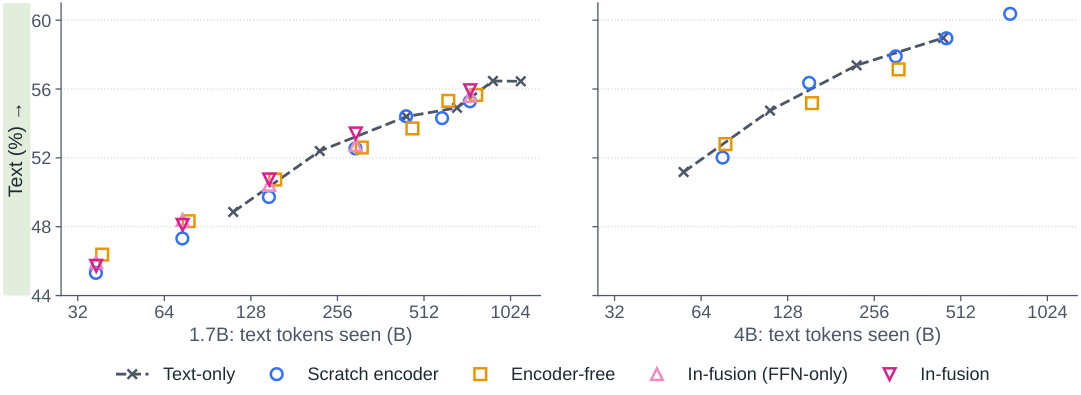 Text (%) →
60
56
52
48
44
32 64 128 256 512 1024
1.7B: text tokens seen (B)
32 64 128 256 512 1024
4B: text tokens seen (B)
Text-only Scratch encoder Encoder-free In-fusion (FFN-only) In-fusion